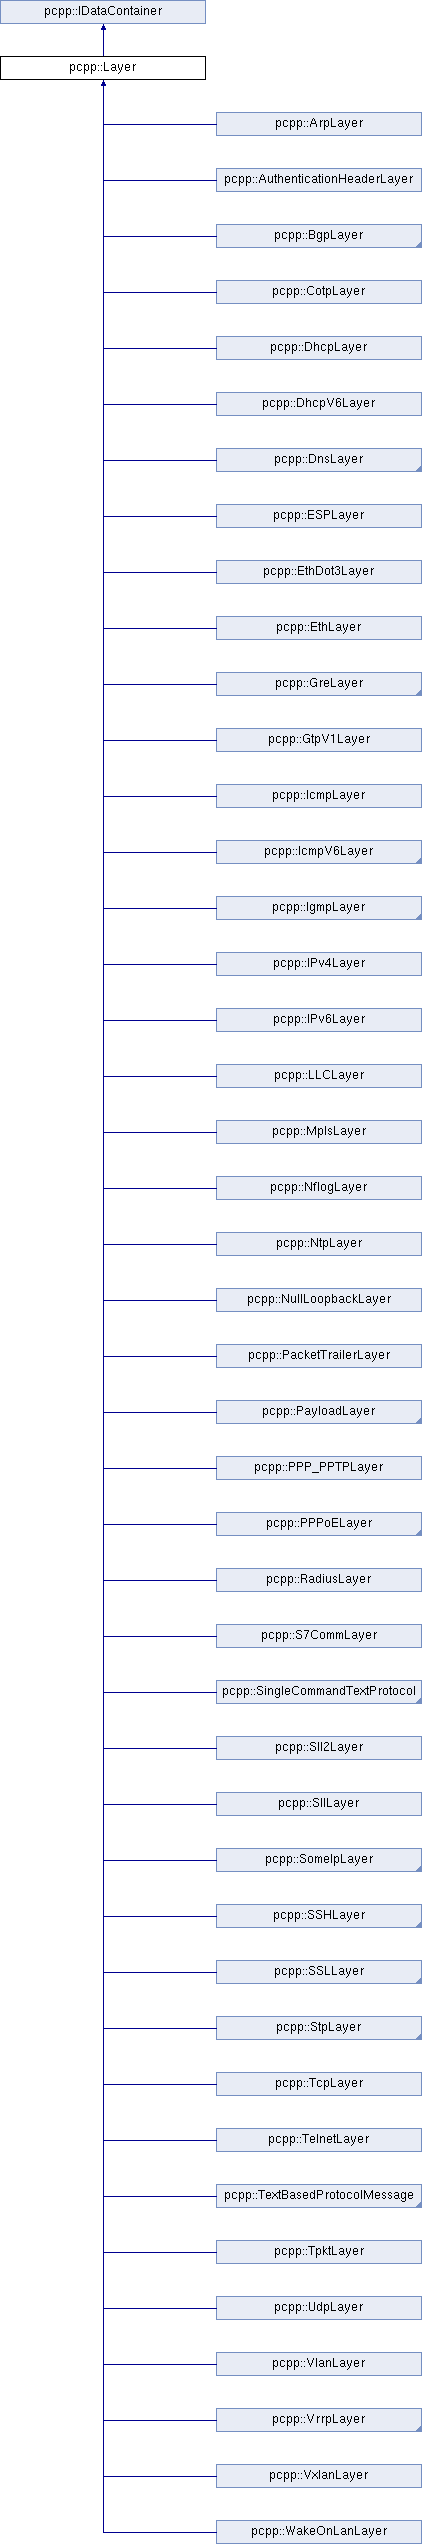 pcpp::IDataContainer
pcpp::Layer
pcpp::ArpLayer
pcpp::AuthenticationHeaderLayer
pcpp::BgpLayer
pcpp::CotpLayer
pcpp::DhcpLayer
pcpp::DhcpV6Layer
pcpp::DnsLayer
pcpp::ESPLayer
pcpp::EthDot3Layer
pcpp::EthLayer
pcpp::GreLayer
pcpp::GtpV1Layer
pcpp::IcmpLayer
pcpp::IcmpV6Layer
pcpp::IgmpLayer
pcpp::IPv4Layer
pcpp::IPv6Layer
pcpp::LLCLayer
pcpp::MplsLayer
pcpp::NflogLayer
pcpp::NtpLayer
pcpp::NullLoopbackLayer
pcpp::PacketTrailerLayer
pcpp::PayloadLayer
pcpp::PPP_PPTPLayer
pcpp::PPPoELayer
pcpp::RadiusLayer
pcpp::S7CommLayer
pcpp::SingleCommandTextProtocol
pcpp::Sll2Layer
pcpp::SllLayer
pcpp::SomeIpLayer
pcpp::SSHLayer
pcpp::SSLLayer
pcpp::StpLayer
pcpp::TcpLayer
pcpp::TelnetLayer
pcpp::TextBasedProtocolMessage
pcpp::TpktLayer
pcpp::UdpLayer
pcpp::VlanLayer
pcpp::VrrpLayer
pcpp::VxlanLayer
pcpp::WakeOnLanLayer